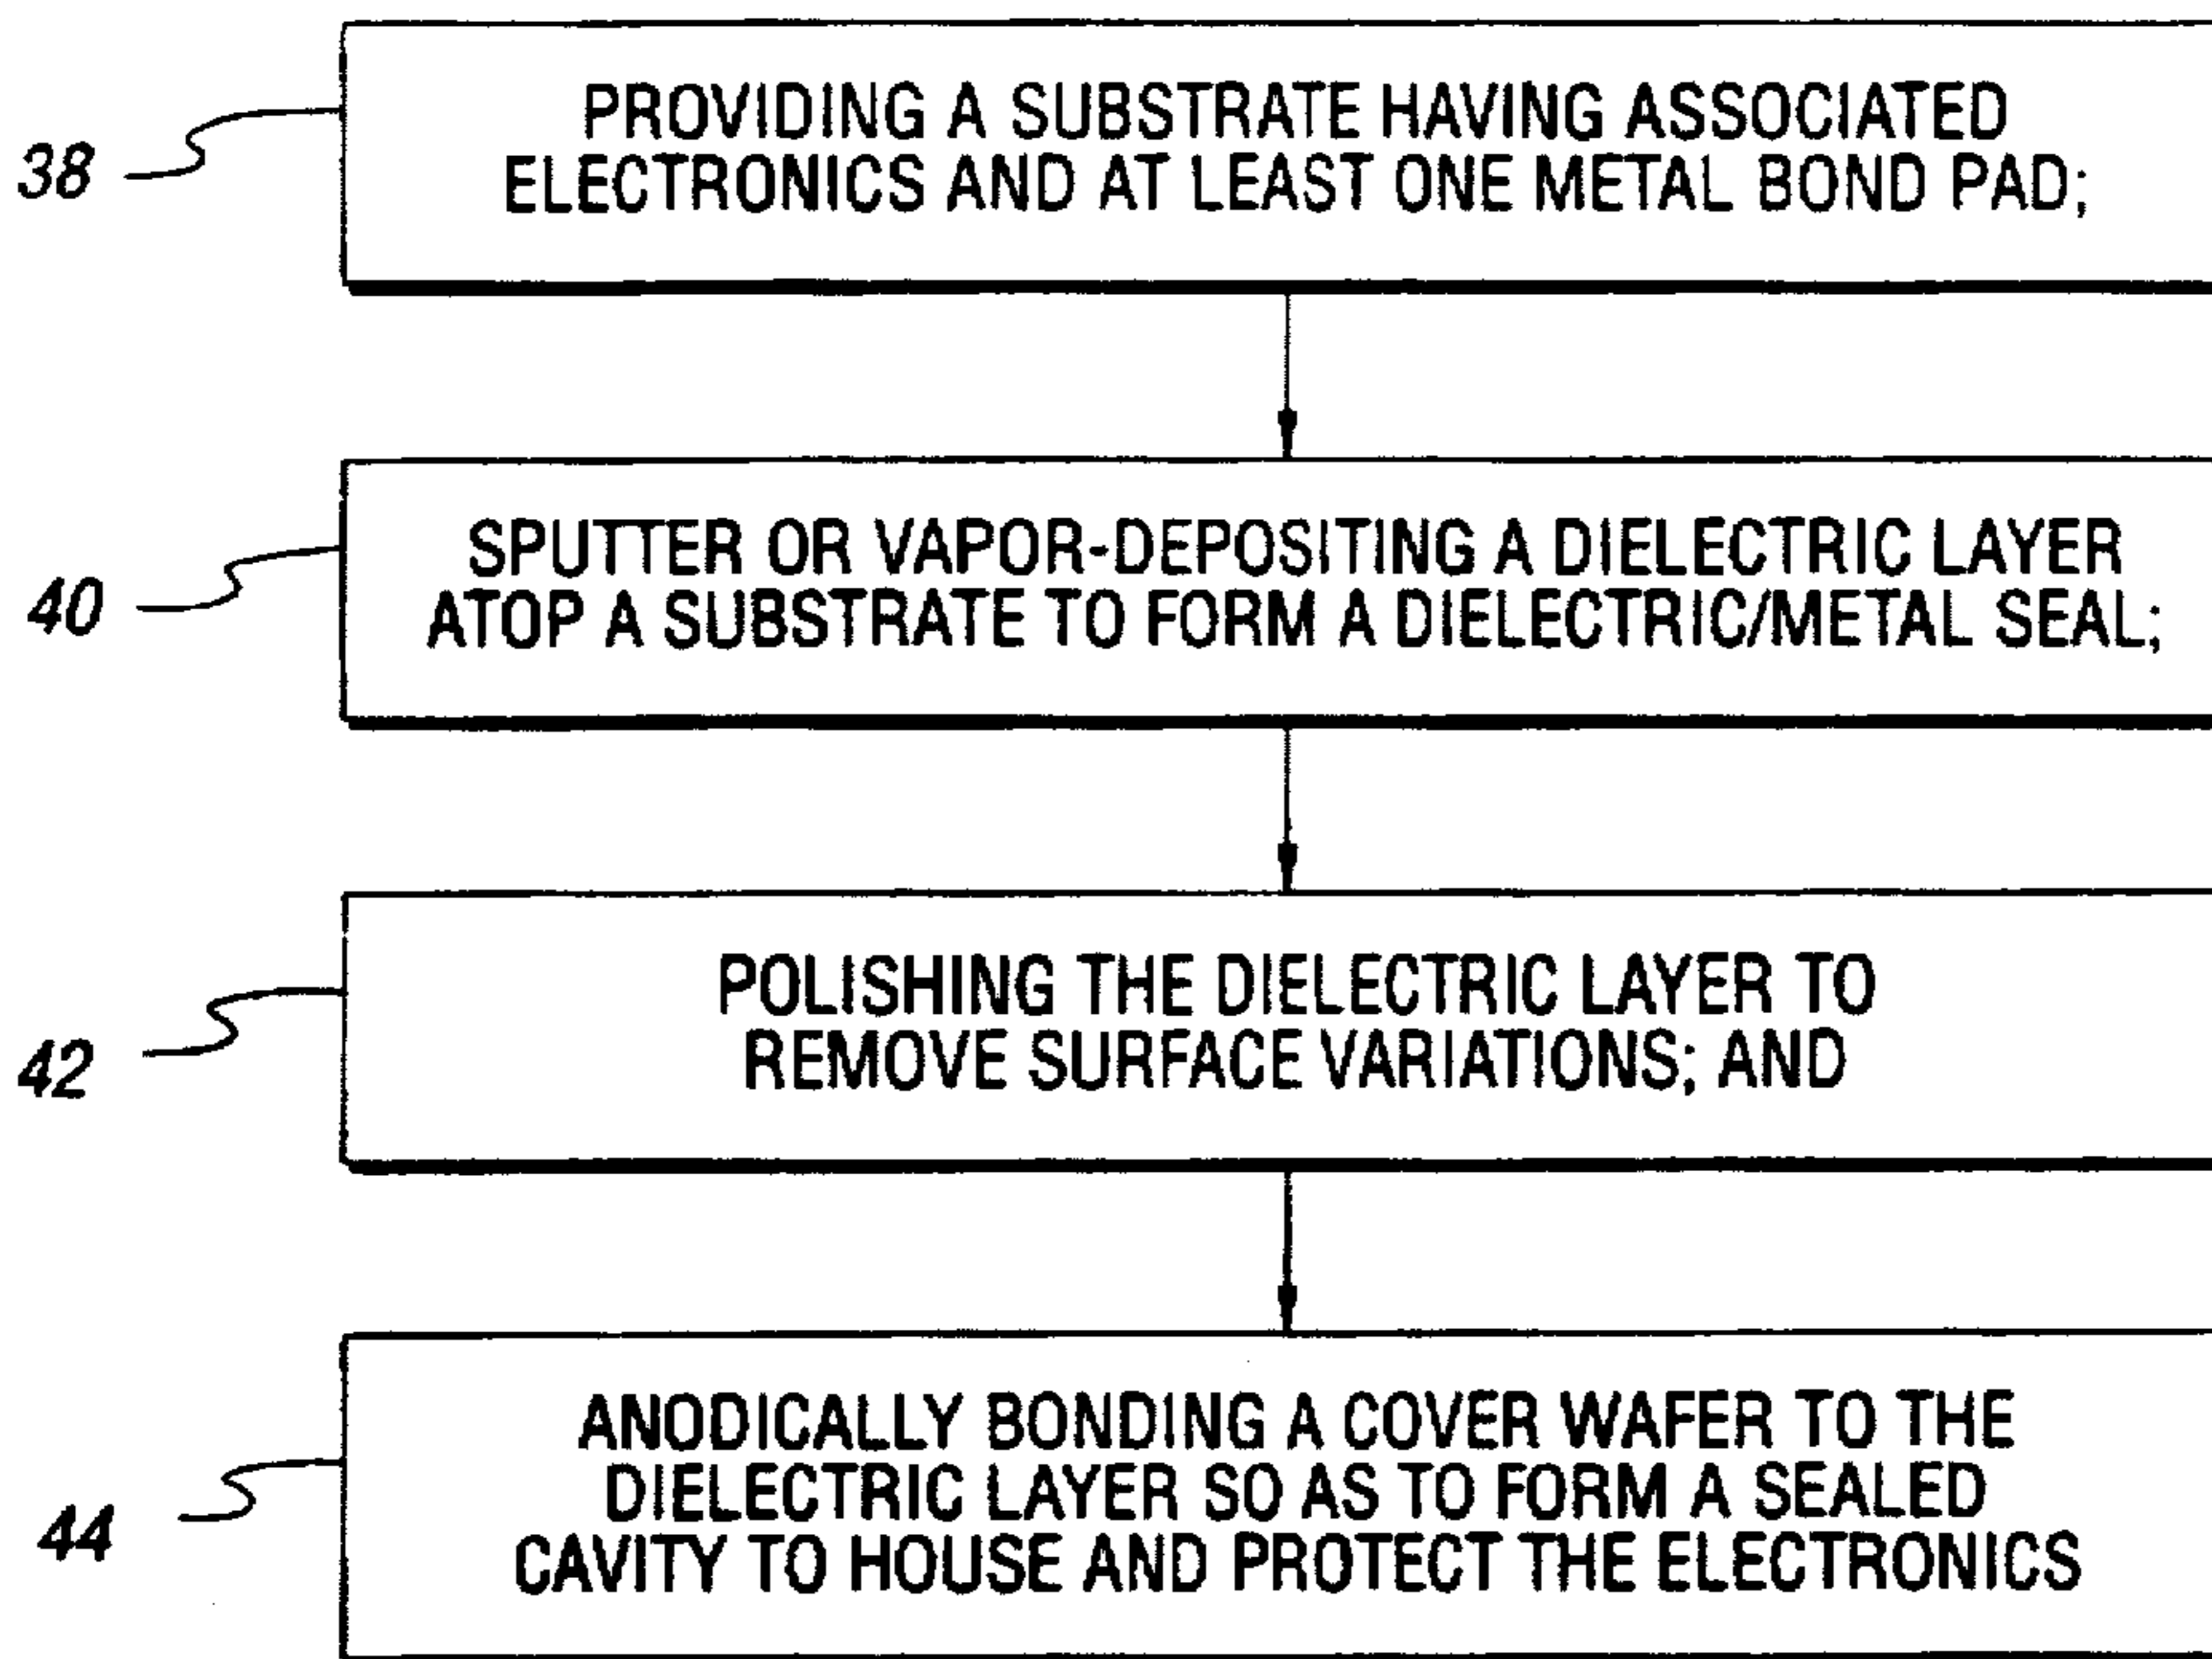 38
PROVIDING A SUBSTRATE HAVING ASSOCIATED
ELECTRONICS AND AT LEAST ONE METAL BOND PAD;
40
SPUTTER OR VAPOR-DEPOSITING A DIELECTRIC LAYER
ATOP A SUBSTRATE TO FORM A DIELECTRIC/METAL SEAL;
42
POLISHING THE DIELECTRIC LAYER TO
REMOVE SURFACE VARIATIONS; AND
44
ANODICALLY BONDING A COVER WAFER TO THE
DIELECTRIC LAYER SO AS TO FORM A SEALED
CAVITY TO HOUSE AND PROTECT THE ELECTRONICS